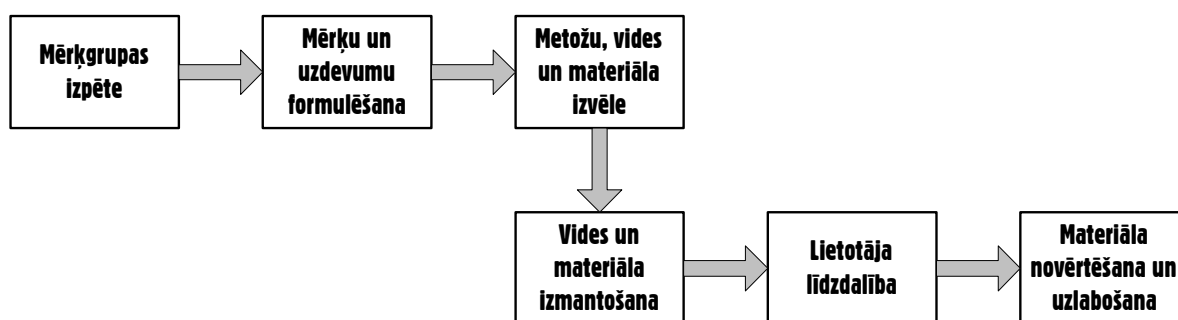 Mērķgrupas
izpēte
Mērķu un
uzdevumu
formulēšana
Metožu, vides
un materiāla
izvēle
Vides un
materiāla
izmantošana
Lietotāja
līdzdalība
Materiāla
novērtēšana un
uzlabošana